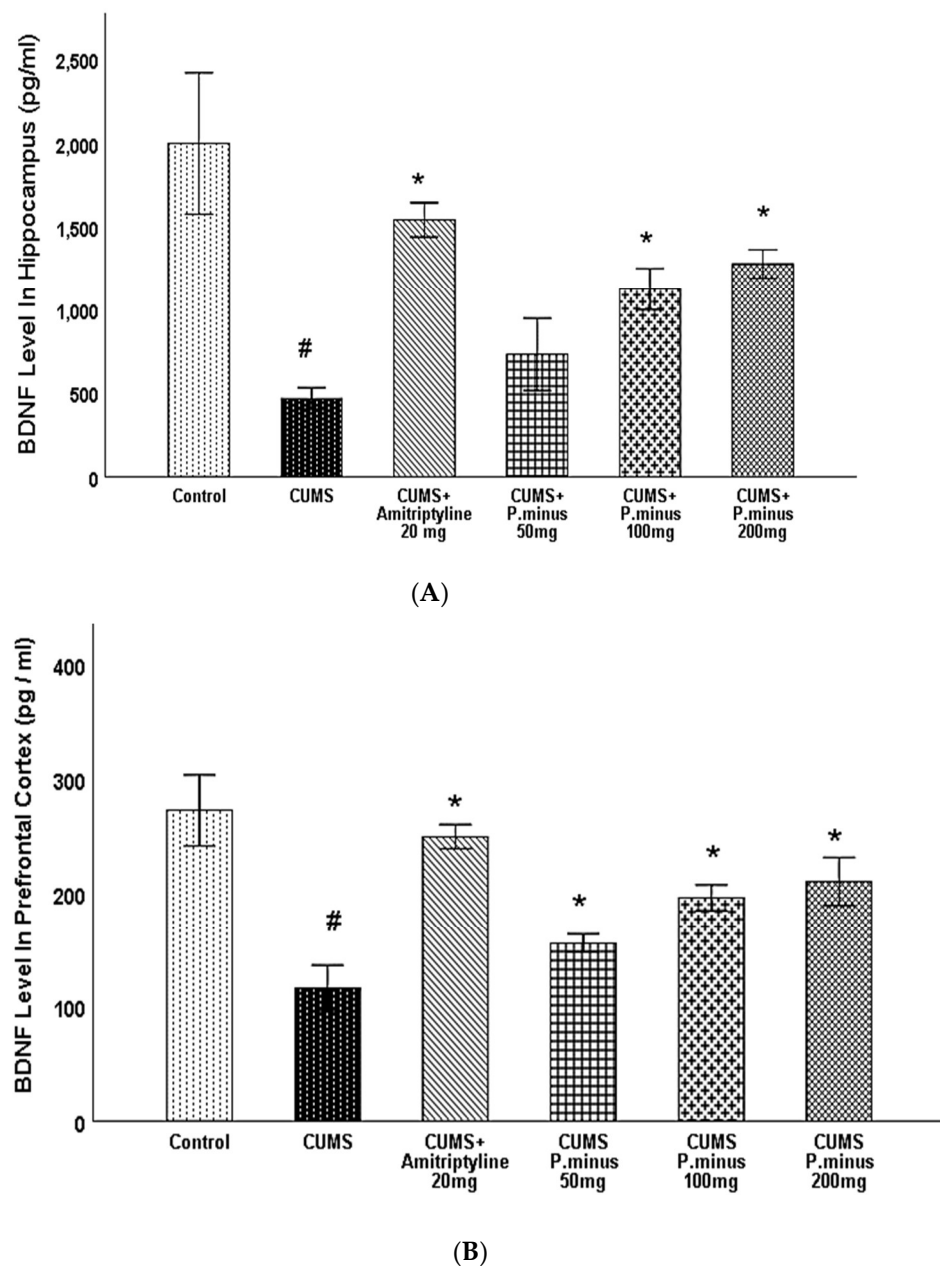 BDNF Level In Hippocampus (pg/ml)
2,500
2,000
1,500
1,000
500
0
*
*
*
#
Control
CUMS
CUMS+
Amitriptyline
20 mg
CUMS+
P.minus
50mg
CUMS+
P.minus
100mg
CUMS+
P.minus
200mg
(A)
BDNF Level In Prefrontal Cortex (pg / ml)
400
300
200
100
0
*
*
*
*
#
Control
CUMS
CUMS+
Amitriptyline
20mg
CUMS
P.minus
50mg
CUMS
P.minus
100mg
CUMS
P.minus
200mg
(B)